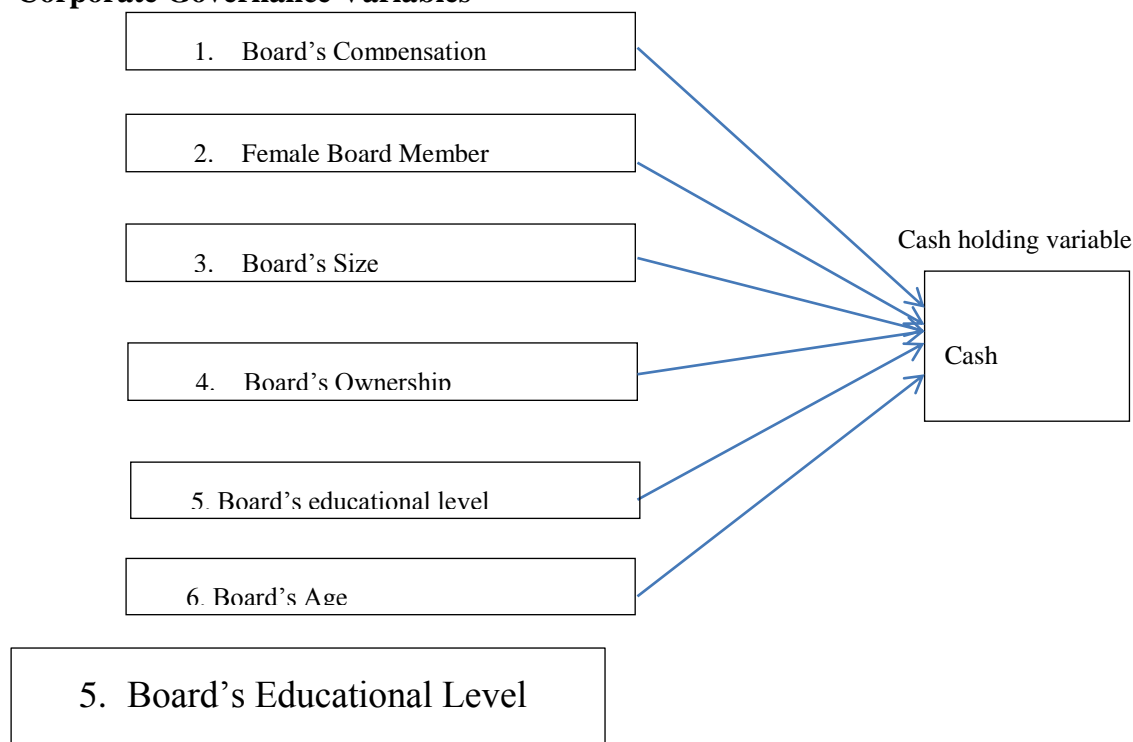 Corporate Governance Variables
1. Board’s Compensation
2. Female Board Member
3. Board’s Size
Cash holding variable
Cash
4. Board’s Ownership
5. Board’s educational level
6. Board’s Age
5. Board’s Educational Level